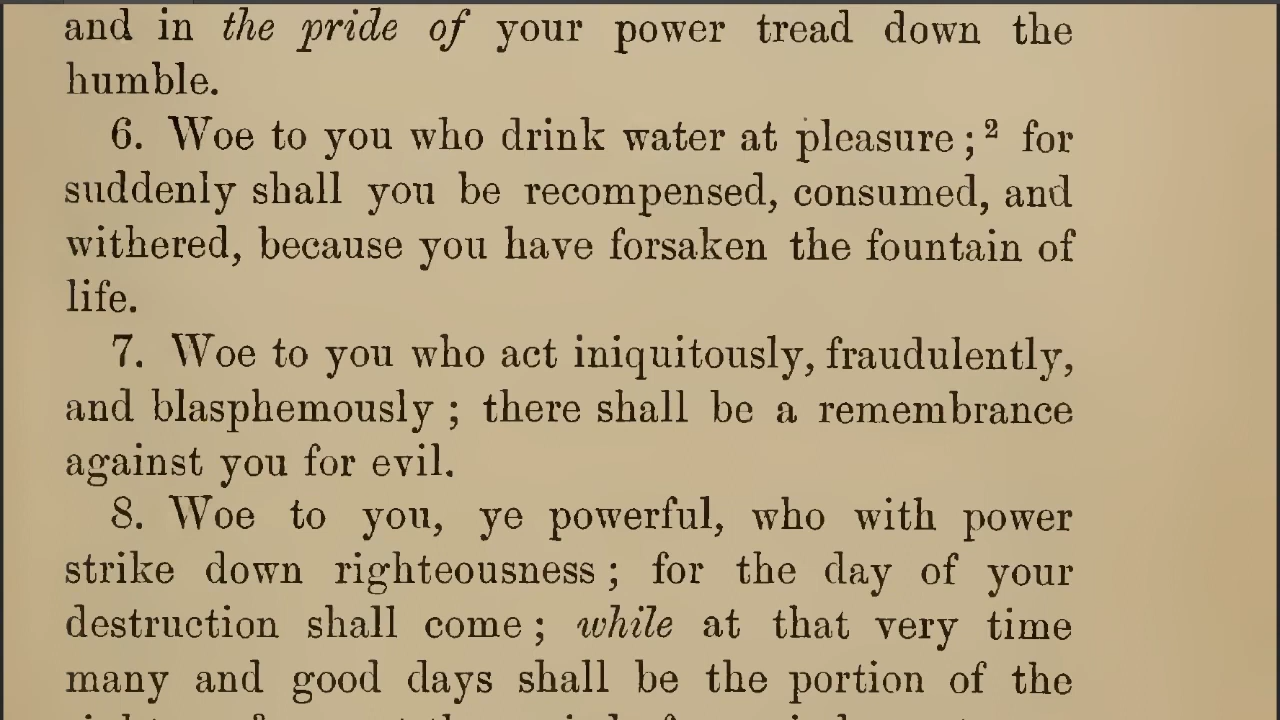 and in the pride of your power tread down the
humble.
6. Woe to you who drink water at pleasure ;² for
suddenly shall you be recompensed, consumed, and
withered, because you have forsaken the fountain of
life.
7. Woe to you who act iniquitously, fraudulently,
and blasphemously ; there shall be a remembrance
against you for evil.
8. Woe to you, ye powerful, who with power
strike down righteousness ; for the day of your
destruction shall come ; while at that very time
many and good days shall be the portion of the